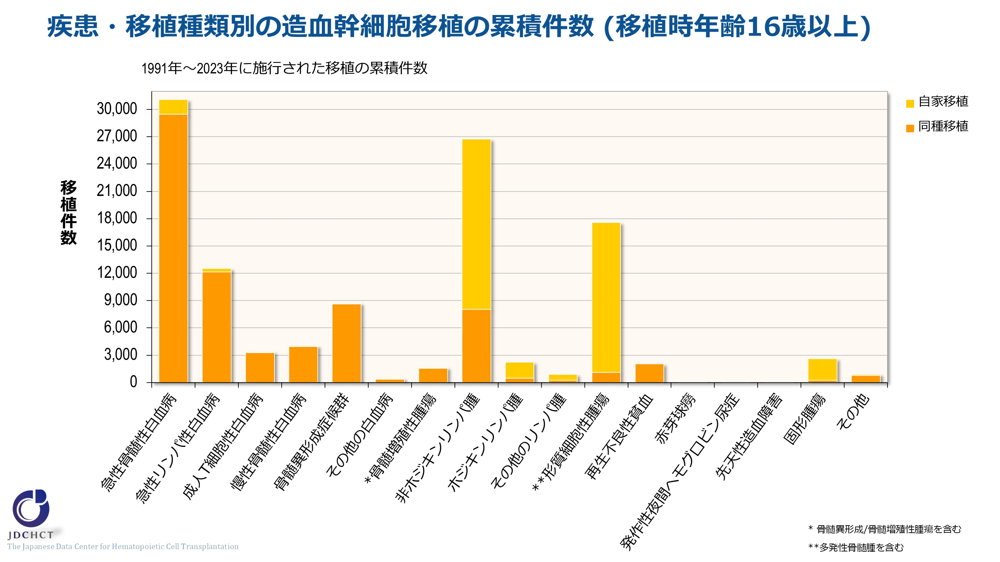 疾患・移植種類別の造血幹細胞移植の累積件数 (移植時年齢16歳以上)
1991年～2023年に施行された移植の累積件数
自家移植
同種移植
移植件数
30,000
27,000
24,000
21,000
18,000
15,000
12,000
9,000
6,000
3,000
0
急性骨髄性白血病
急性リンパ性白血病
成人T細胞性白血病
慢性骨髄性白血病
骨髄異形成症候群
その他の白血病
*骨髄増殖性腫瘍
非ホジキンリンパ腫
ホジキンリンパ腫
その他のリンパ腫
**形質細胞性腫瘍
再生不良性貧血
赤芽球癆
発作性夜間ヘモグロビン尿症
先天性造血障害
固形腫瘍
その他
JDCHCT
The Japanese Data Center for Hematopoietic Cell Transplantation
* 骨髄異形成/骨髄増殖性腫瘍を含む
**多発性骨髄腫を含む